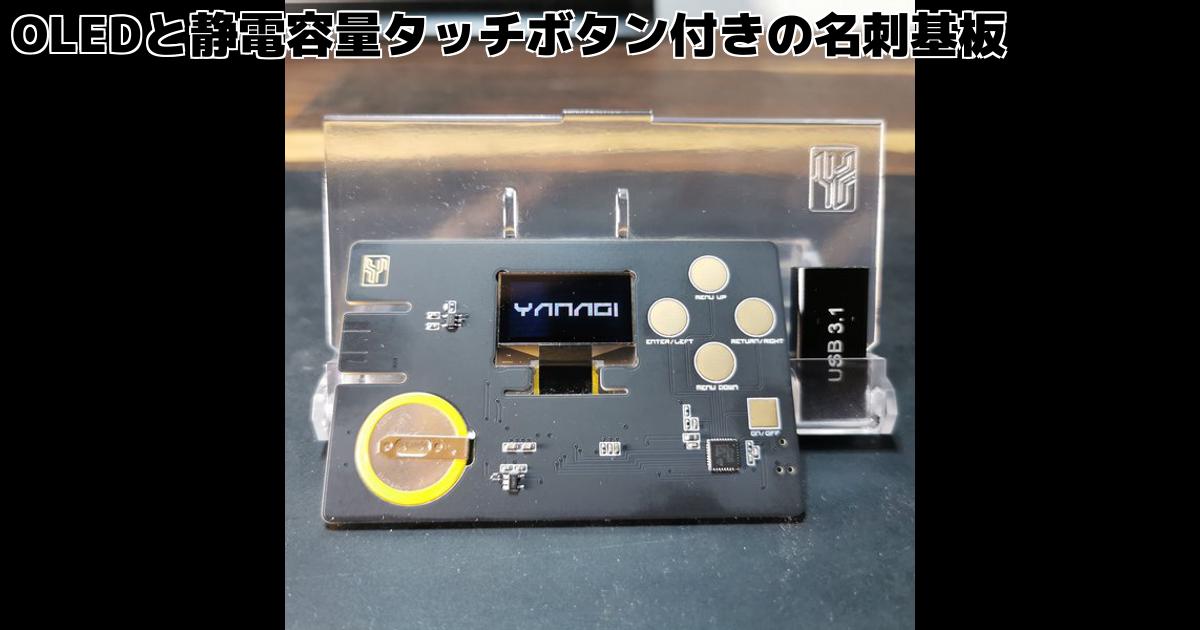 OLEDと静電容量タッチボタン付きの名刺基板
YANAGI
MENU UP
ENTER/LEFT
RETURN/RIGHT
MENU DOWN
ON/OFF
USB 3.1